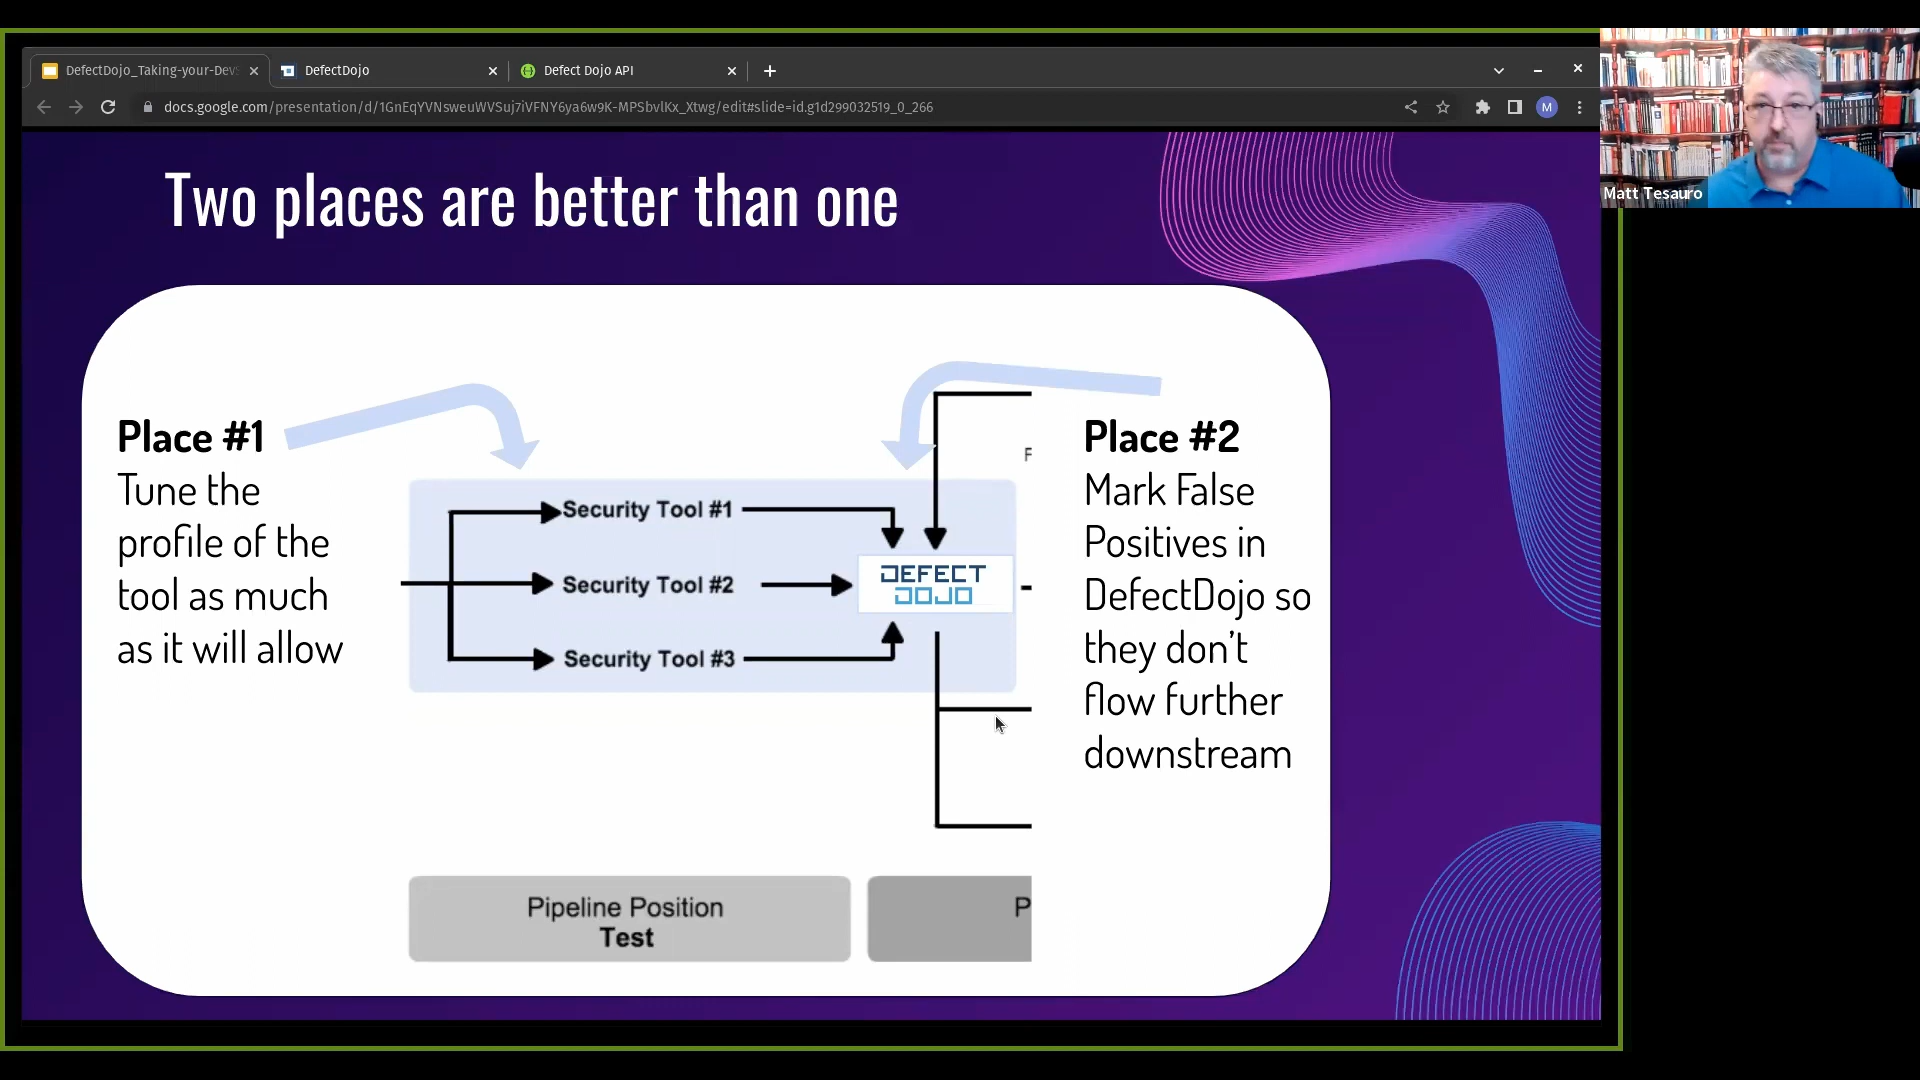 DefectDojo_Taking-your-Dev
DefectDojo
Defect Dojo API
docs.google.com/presentation/d/1GnEqYVNsweuWVSuj7iVFNY6ya6w9K-MPSbvlKx_Xtwg/edit#slide=id.g1d299032519_0_266
M
Matt Tesauro
Two places are better than one
Place #1
Tune the
profile of the
tool as much
as it will allow
Security Tool #1
Security Tool #2
Security Tool #3
DEFECT
DOJO
F
Place #2
Mark False
Positives in
DefectDojo so
they don't
flow further
downstream
Pipeline Position
Test
P